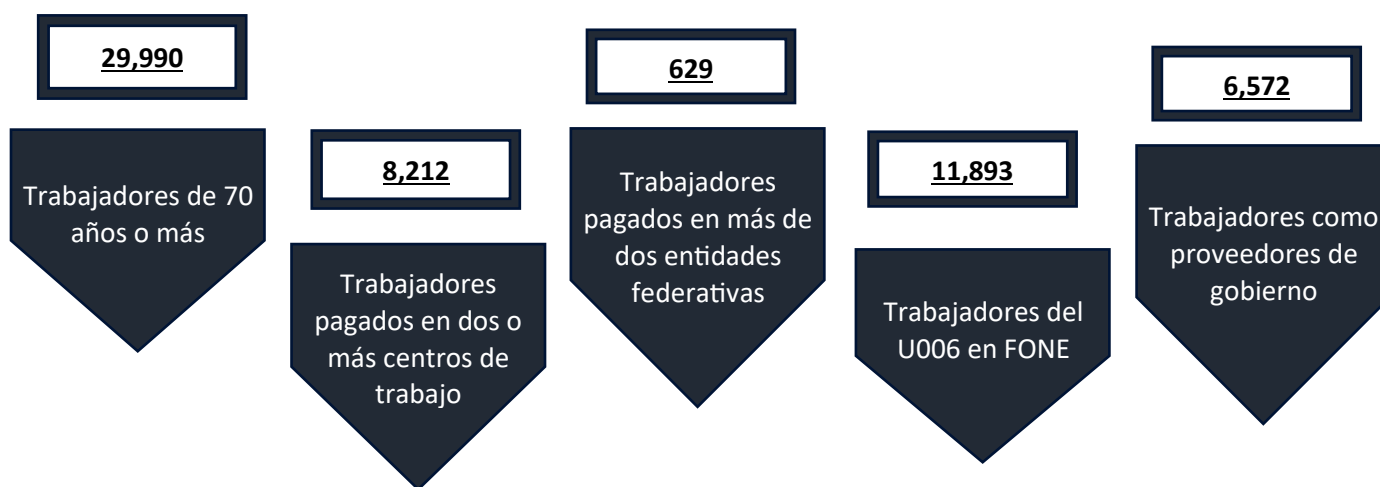 29,990
Trabajadores de 70
años o más
8,212
Trabajadores
pagados en dos o
más centros de
trabajo
629
Trabajadores
pagados en más de
dos entidades
federativas
11,893
Trabajadores del
U006 en FONE
6,572
Trabajadores como
proveedores de
gobierno